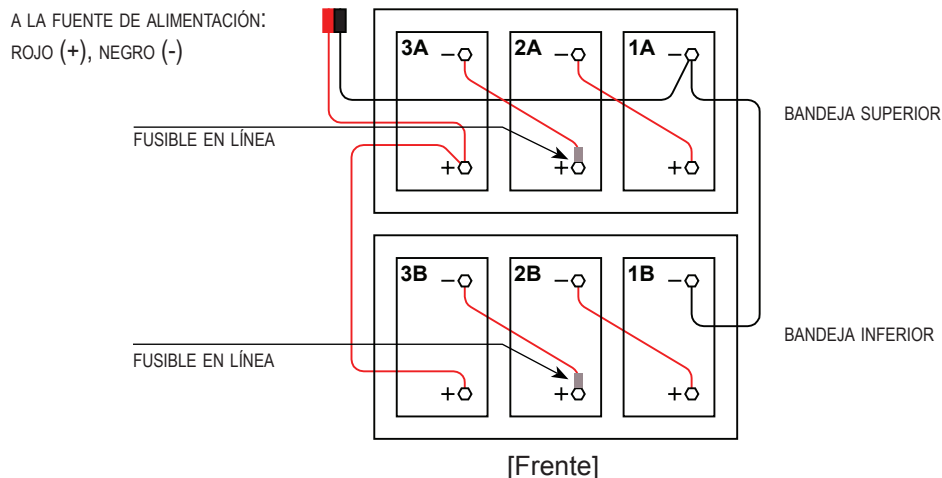 A LA FUENTE DE ALIMENTACIÓN:
ROJO (+), NEGRO (-)
3A
2A
1A
BANDEJA SUPERIOR
FUSIBLE EN LÍNEA
3B
2B
1B
BANDEJA INFERIOR
FUSIBLE EN LÍNEA
[Frente]